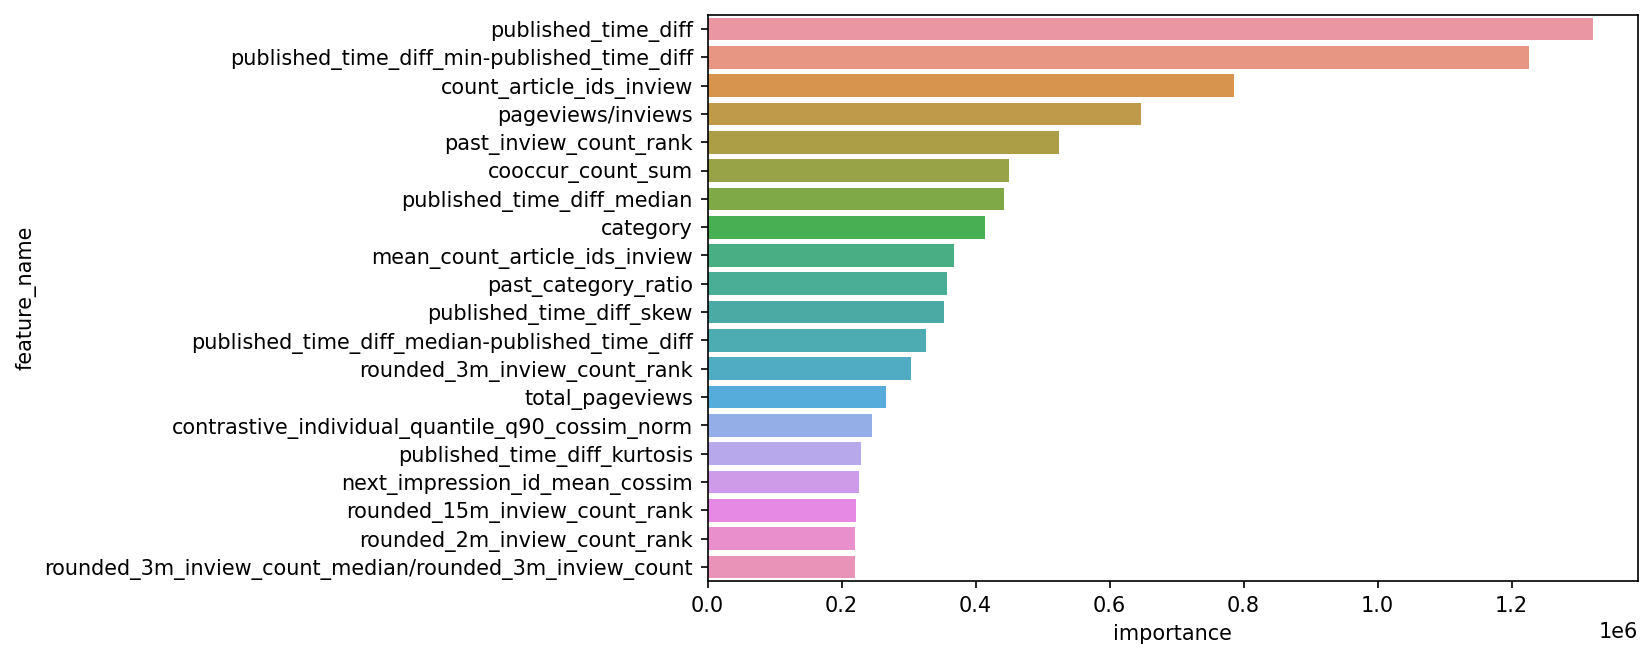 published_time_diff
published_time_diff_min-published_time_diff
count_article_ids_inview
pageviews/inviews
past_inview_count_rank
cooccur_count_sum
published_time_diff_median
category
mean_count_article_ids_inview
past_category_ratio
published_time_diff_skew
published_time_diff_median-published_time_diff
rounded_3m_inview_count_rank
total_pageviews
contrastive_individual_quantile_q90_cossim_norm
published_time_diff_kurtosis
next_impression_id_mean_cossim
rounded_15m_inview_count_rank
rounded_2m_inview_count_rank
rounded_3m_inview_count_median/rounded_3m_inview_count
feature_name
0.0 0.2 0.4 0.6 0.8 1.0 1.2
importance
1e6